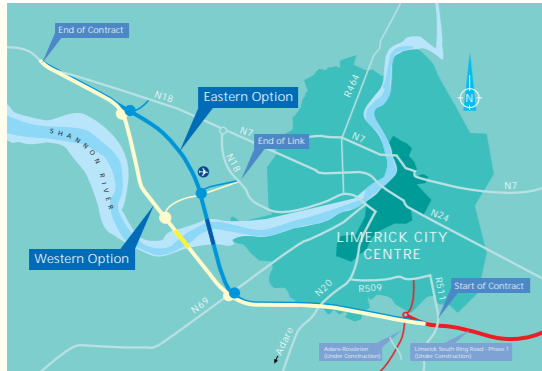 End of Contract
N18
Eastern Option
R464
N
N7
End of Link
N7
N18
SHANNON RIVER
N7
N24
LIMERICK CITY
CENTRE
Western Option
Start of Contract
R509
R511
N20
N69
Adare
Adare-Rossbrien
(Under Construction)
Limerick South Ring Road - Phase 1
(Under Construction)